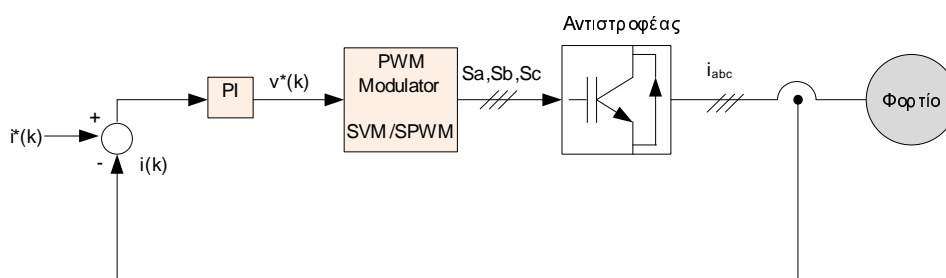 Αντιστροφέας
PWM
Modulator
SVM/SPWM
PI
v*(k)
Sa,Sb,Sc
iabc
Φορτίο
+
i*(k)
-
i(k)